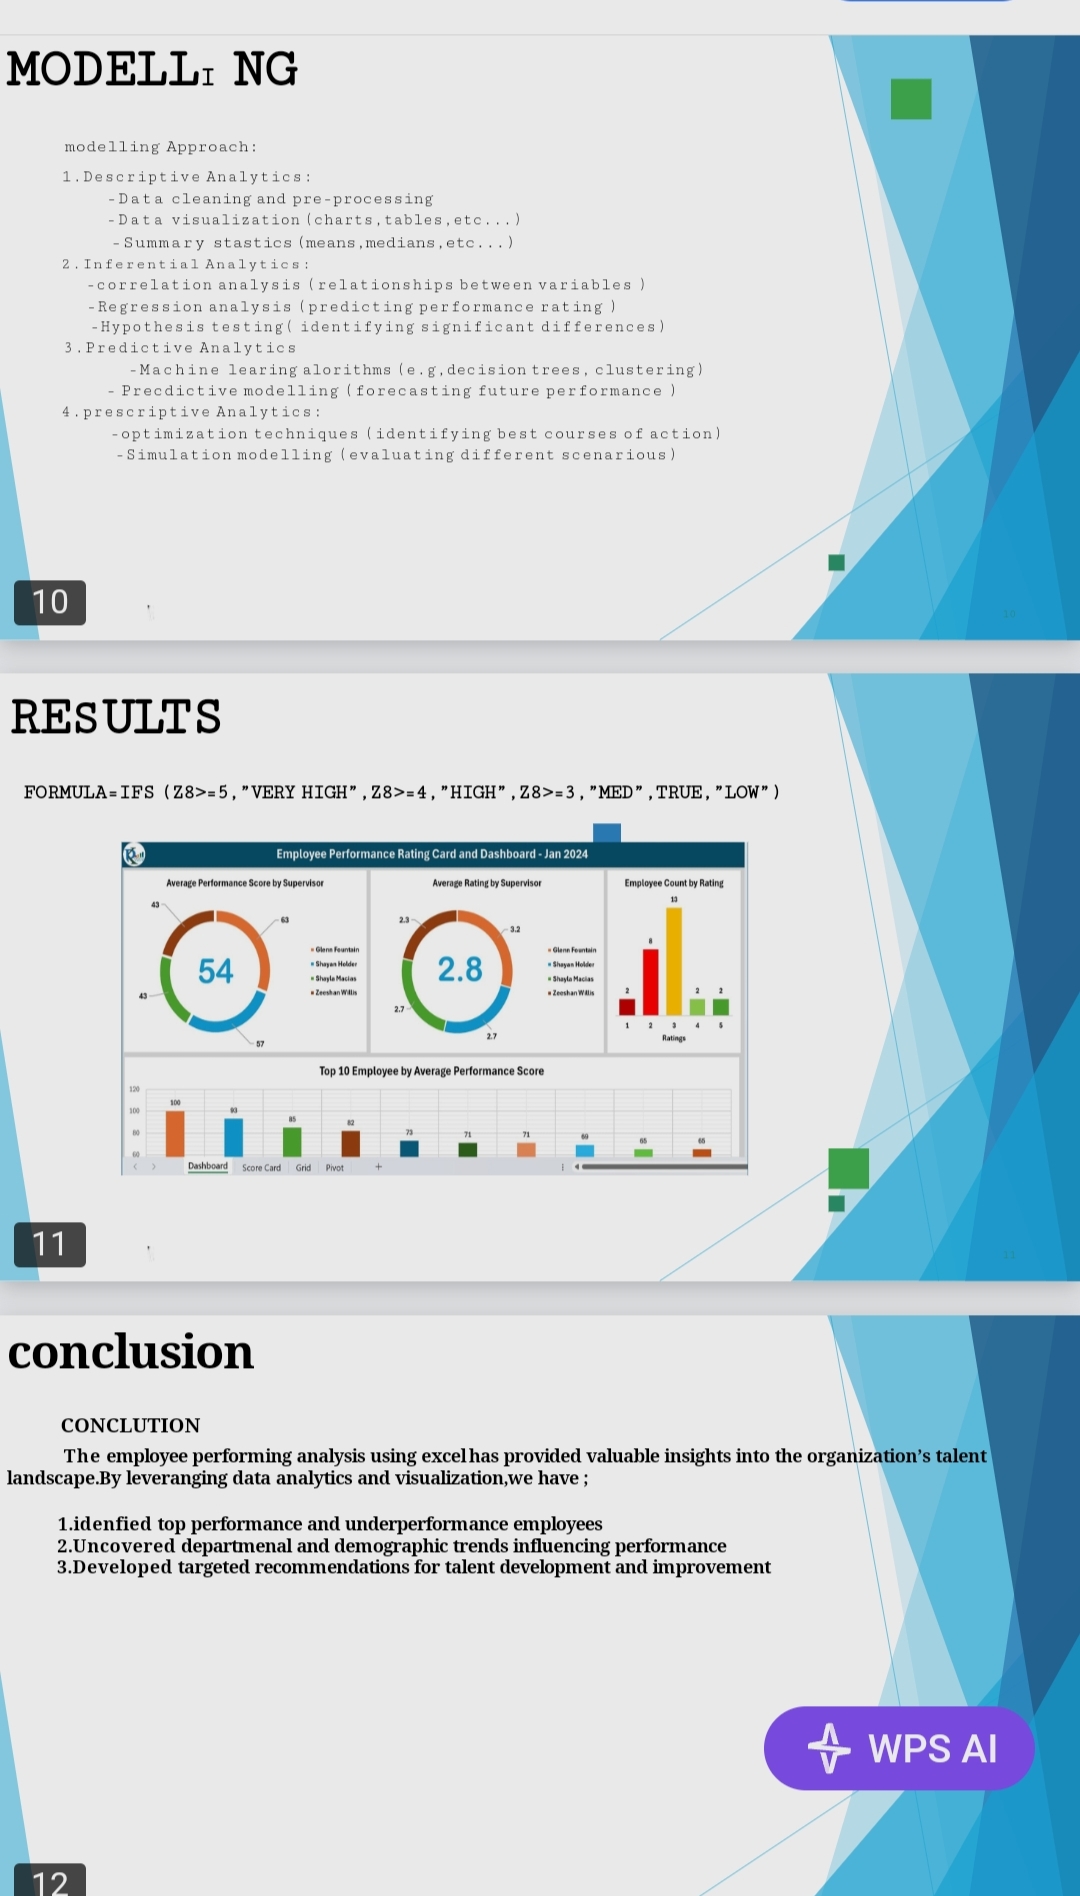 MODELLI NG
modelling Approach:
1.Descriptive Analytics:
-Data cleaning and pre-processing
-Data visualization (charts,tables,etc...)
-Summary stastics (means,medians,etc...)
2.Inferential Analytics:
-correlation analysis (relationships between variables )
-Regression analysis (predicting performance rating )
-Hypothesis testing( identifying significant differences)
3.Predictive Analytics
-Machine learing alorithms (e.g,decision trees, clustering)
- Precdictive modelling (forecasting future performance )
4.prescriptive Analytics:
-optimization techniques (identifying best courses of action)
-Simulation modelling (evaluating different scenarious)
10
10
RESULTS
FORMULA=IFS (Z8>=5,"VERY HIGH",Z8>=4,"HIGH",Z8>=3,"MED",TRUE,"LOW")
Employee Performance Rating Card and Dashboard - Jan 2024
Average Performance Score by Supervisor
43
63
54
43
57
Glenn Fountain
Shayan Holder
Shayla Macias
Zeeshan Willis
Average Rating by Supervisor
2.3
3.2
2.8
2.7
2.7
Glenn Fountain
Shayan Holder
Shayla Macias
Zeeshan Willis
Employee Count by Rating
2 8 13 2 2
1 2 3 4 5
Ratings
Top 10 Employee by Average Performance Score
120
100
80
60
100 93 85 82 73 71 71 69 65 65
Dashboard Score Card Grid Pivot +
11
11
conclusion
CONCLUTION
The employee performing analysis using excel has provided valuable insights into the organization's talent
landscape.By leveranging data analytics and visualization,we have ;
1.idenfied top performance and underperformance employees
2.Uncovered departmenal and demographic trends influencing performance
3.Developed targeted recommendations for talent development and improvement
WPS AI
12